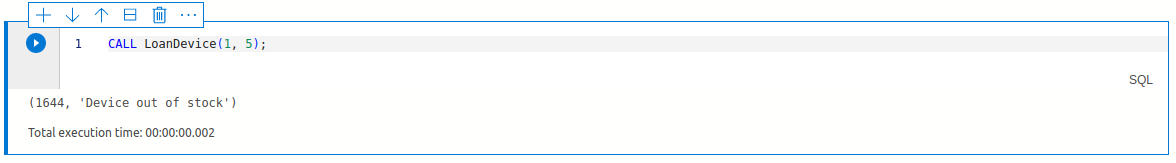 1 CALL LoanDevice(1, 5);
SQL
(1644, 'Device out of stock')
Total execution time: 00:00:00.002